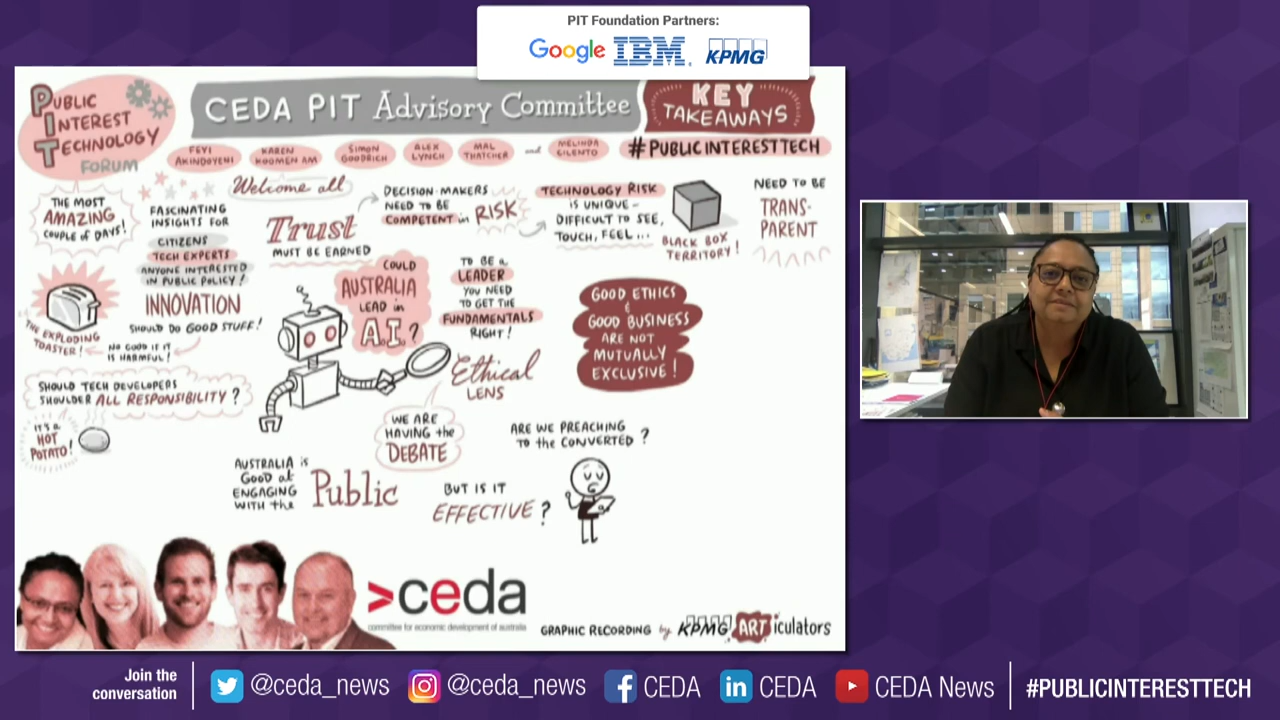 PIT Foundation Partners:
Google IBM KPMG
PUBLIC
INTEREST
TECHNOLOGY
FORUM
CEDA PIT Advisory Committee
KEY
TAKEAWAYS
FEYI
AKINDOYENI
KAREN
KOOMEN AM
SIMON
GOODRICH
ALEX
LYNCH
MAL
THATCHER
and
MELINDA
CILENTO
#PUBLICINTERESTTECH
Welcome all
THE MOST
AMAZING
COUPLE of DAYS!
FASCINATING
INSIGHTS FOR
CITIZENS
TECH EXPERTS
ANYONE INTERESTED
IN PUBLIC POLICY!
Trust
MUST BE EARNED
DECISION MAKERS
NEED TO BE
COMPETENT in RISK
TECHNOLOGY RISK
IS UNIQUE -
DIFFICULT TO SEE,
TOUCH, FEEL...
BLACK BOX
TERRITORY!
NEED TO BE
TRANS-
PARENT
THE EXPLODING
TOASTER!
INNOVATION
SHOULD DO GOOD STUFF!
NO GOOD IF IT
IS HARMFUL!
COULD
AUSTRALIA
LEAD in
A.I.?
TO BE a
LEADER
YOU NEED
TO GET THE
FUNDAMENTALS
RIGHT!
GOOD ETHICS
&
GOOD BUSINESS
ARE NOT
MUTUALLY
EXCLUSIVE!
Ethical
LENS
SHOULD TECH DEVELOPERS
SHOULDER ALL RESPONSIBILITY?
IT'S a
HOT
POTATO!
WE ARE
HAVING the
DEBATE
ARE WE PREACHING
TO the CONVERTED?
AUSTRALIA is
GOOD at
ENGAGING
WITH the
Public
BUT IS IT
EFFECTIVE?
>ceda
committee for economic development of australia
GRAPHIC RECORDING by KPMG ARTiculators
Join the
conversation
@ceda_news
@ceda_news
CEDA
CEDA
CEDA News
#PUBLICINTERESTTECH